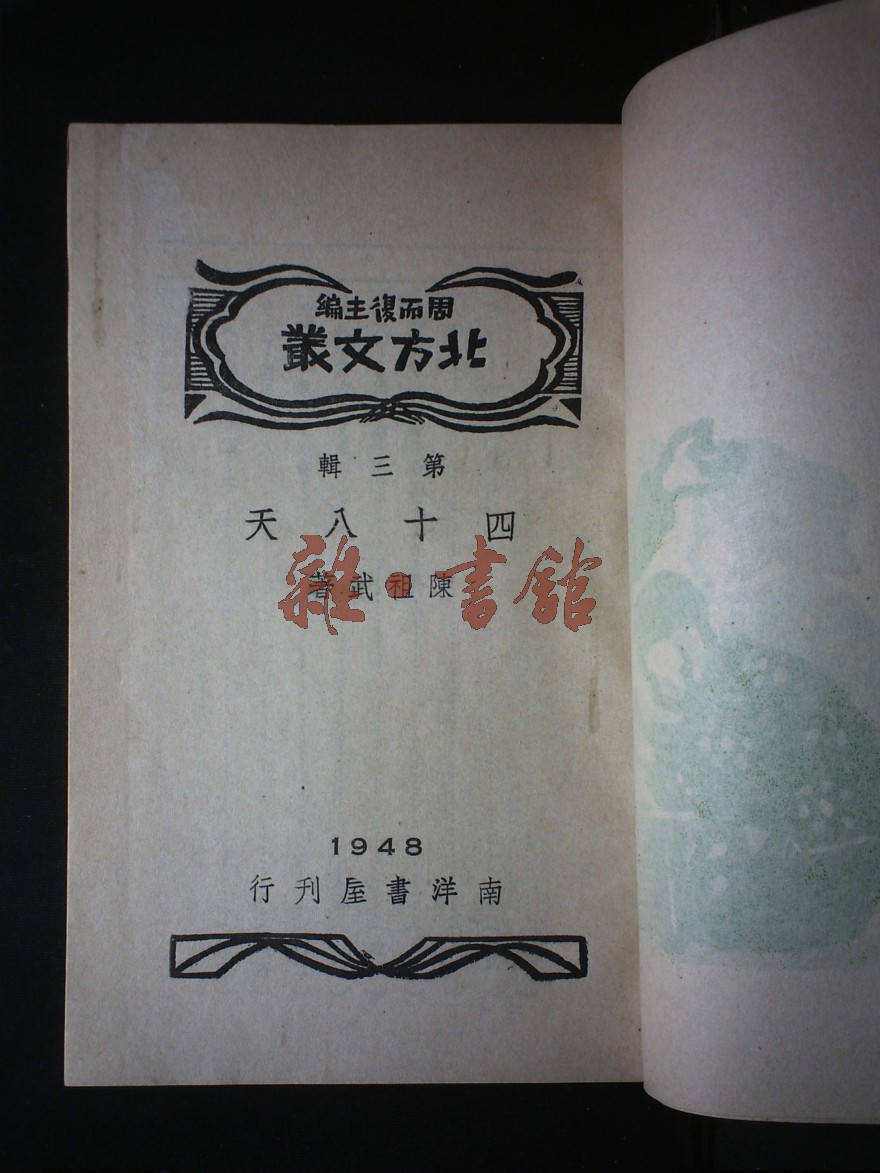 周而復主編
北方文叢
第三輯
四十八天
陳祖武著
雜·書館
1948
南洋書屋刊行